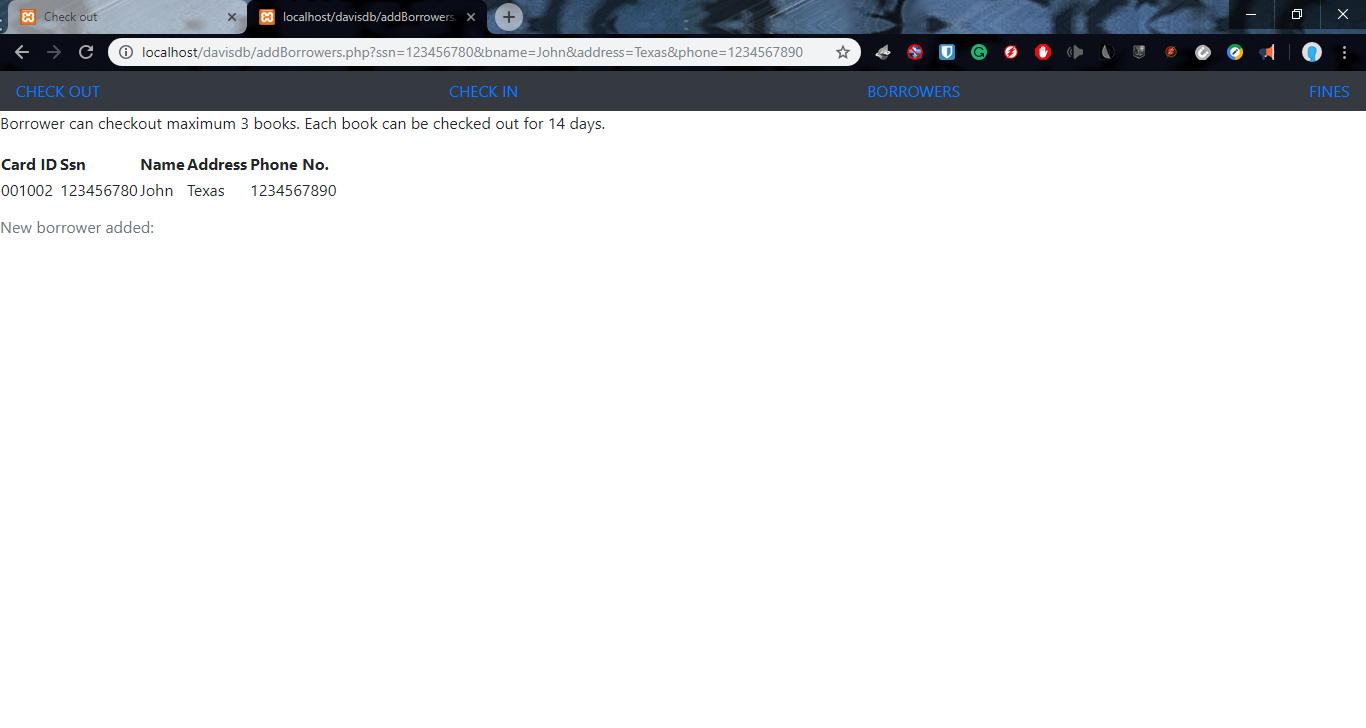 Check out
localhost/davisdb/addBorrowers.
localhost/davisdb/addBorrowers.php?ssn=123456780&bname=John&address=Texas&phone=1234567890
CHECK OUT CHECK IN BORROWERS FINES
Borrower can checkout maximum 3 books. Each book can be checked out for 14 days.
Card ID Ssn Name Address Phone No.
001002 123456780 John Texas 1234567890
New borrower added: